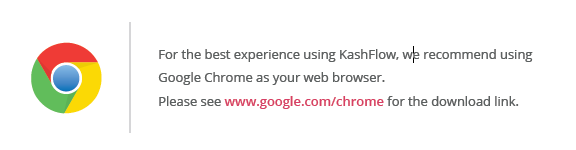 For the best experience using KashFlow, we recommend using
Google Chrome as your web browser.
Please see www.google.com/chrome for the download link.